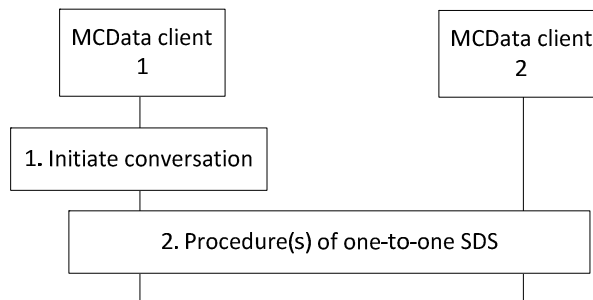 MCData client
1
MCData client
2
1. Initiate conversation
2. Procedure(s) of one-to-one SDS